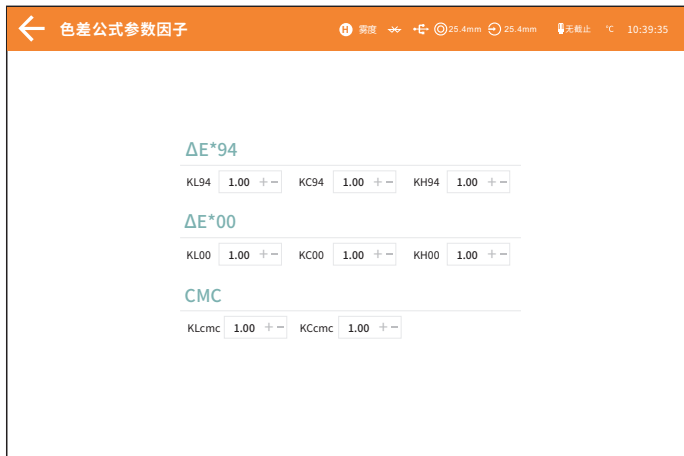 色差公式参数因子 H 雾度 25.4mm 25.4mm 无截止 ℃ 10:39:35
ΔE*94
KL94 1.00 + − KC94 1.00 + − KH94 1.00 + −
ΔE*00
KL00 1.00 + − KC00 1.00 + − KH00 1.00 + −
CMC
KLcmc 1.00 + − KCcmc 1.00 + −